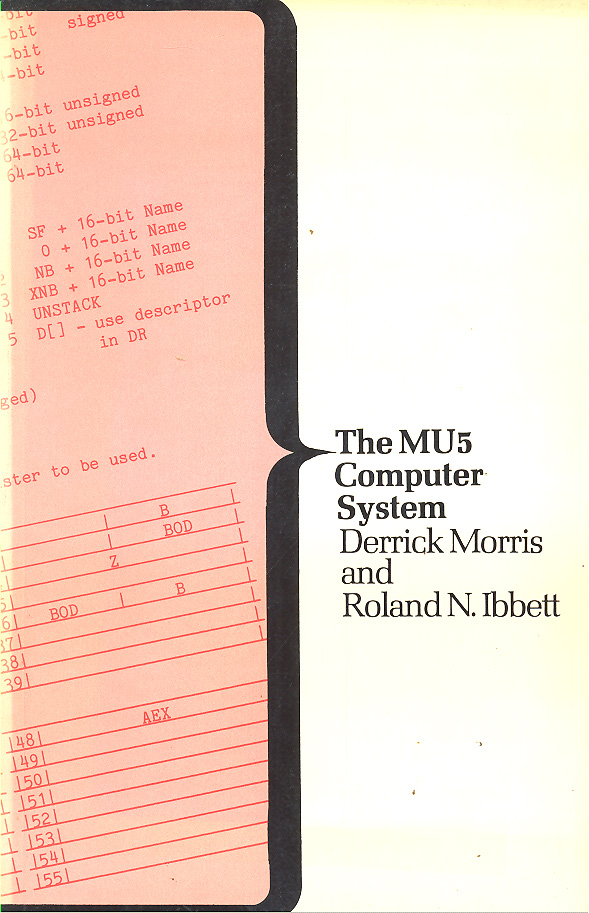 -bit signed
-bit
-bit
-bit
6-bit unsigned
32-bit unsigned
64-bit
64-bit
SF + 16-bit Name
0 + 16-bit Name
NB + 16-bit Name
3 XNB + 16-bit Name
4 UNSTACK
5 D[] - use descriptor
in DR
ged)
ster to be used.
B
BOD
Z
B
6| BOD
37|
38|
39|
AEX
|48|
|49|
|50|
|51|
|52|
|53|
|54|
|55|
The MU5
Computer
System
Derrick Morris
and
Roland N. Ibbett